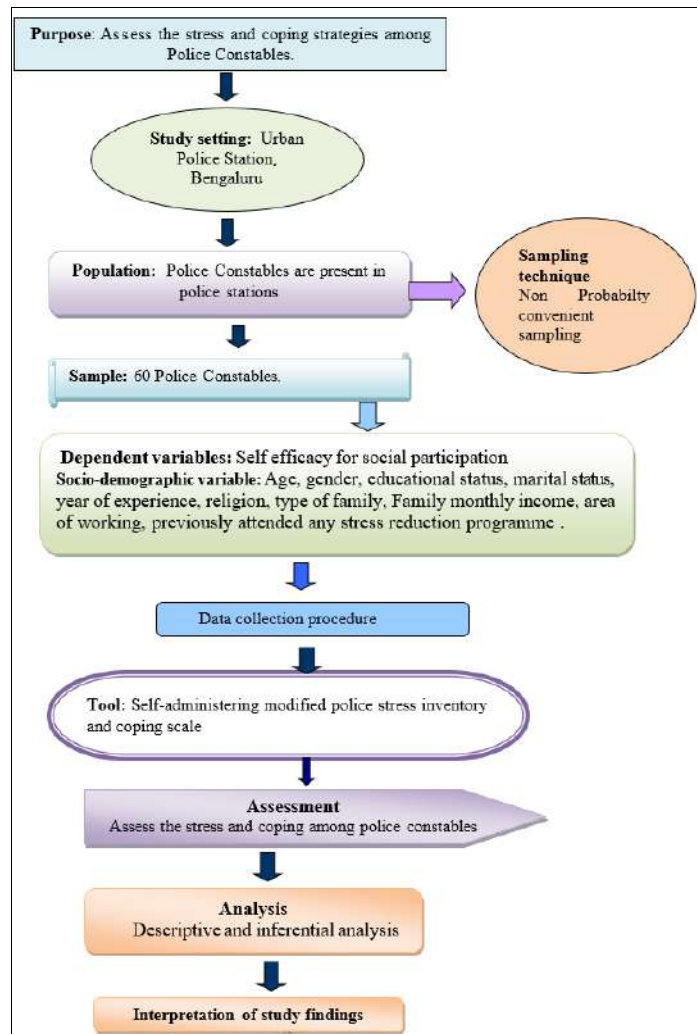 Purpose: Assess the stress and coping strategies among
Police Constables.
Study setting: Urban
Police Station,
Bengaluru
Population: Police Constables are present in
police stations
Sampling
technique
Non Probabilty
convenient
sampling
Sample: 60 Police Constables.
Dependent variables: Self efficacy for social participation
Socio-demographic variable: Age, gender, educational status, marital status,
year of experience, religion, type of family, Family monthly income, area
of working, previously attended any stress reduction programme .
Data collection procedure
Tool: Self-administering modified police stress inventory
and coping scale
Assessment
Assess the stress and coping among police constables
Analysis
Descriptive and inferential analysis
Interpretation of study findings